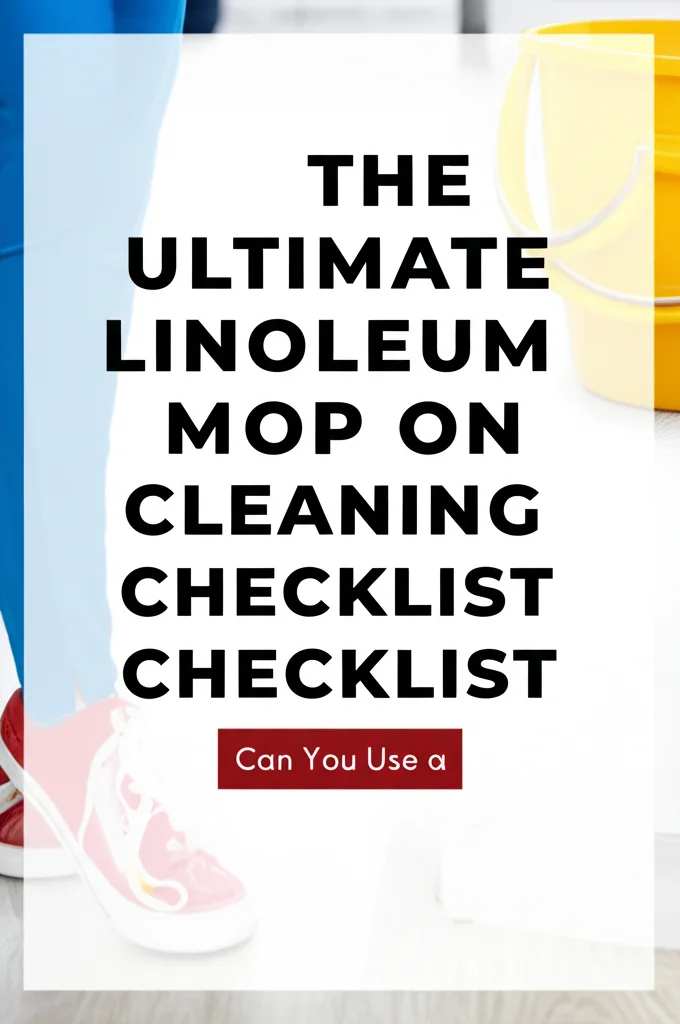 THE
ULTIMATE
LINOLEUM
MOP ON
CLEANING
CHECKLIST
CHECKLIST
Can You Use a